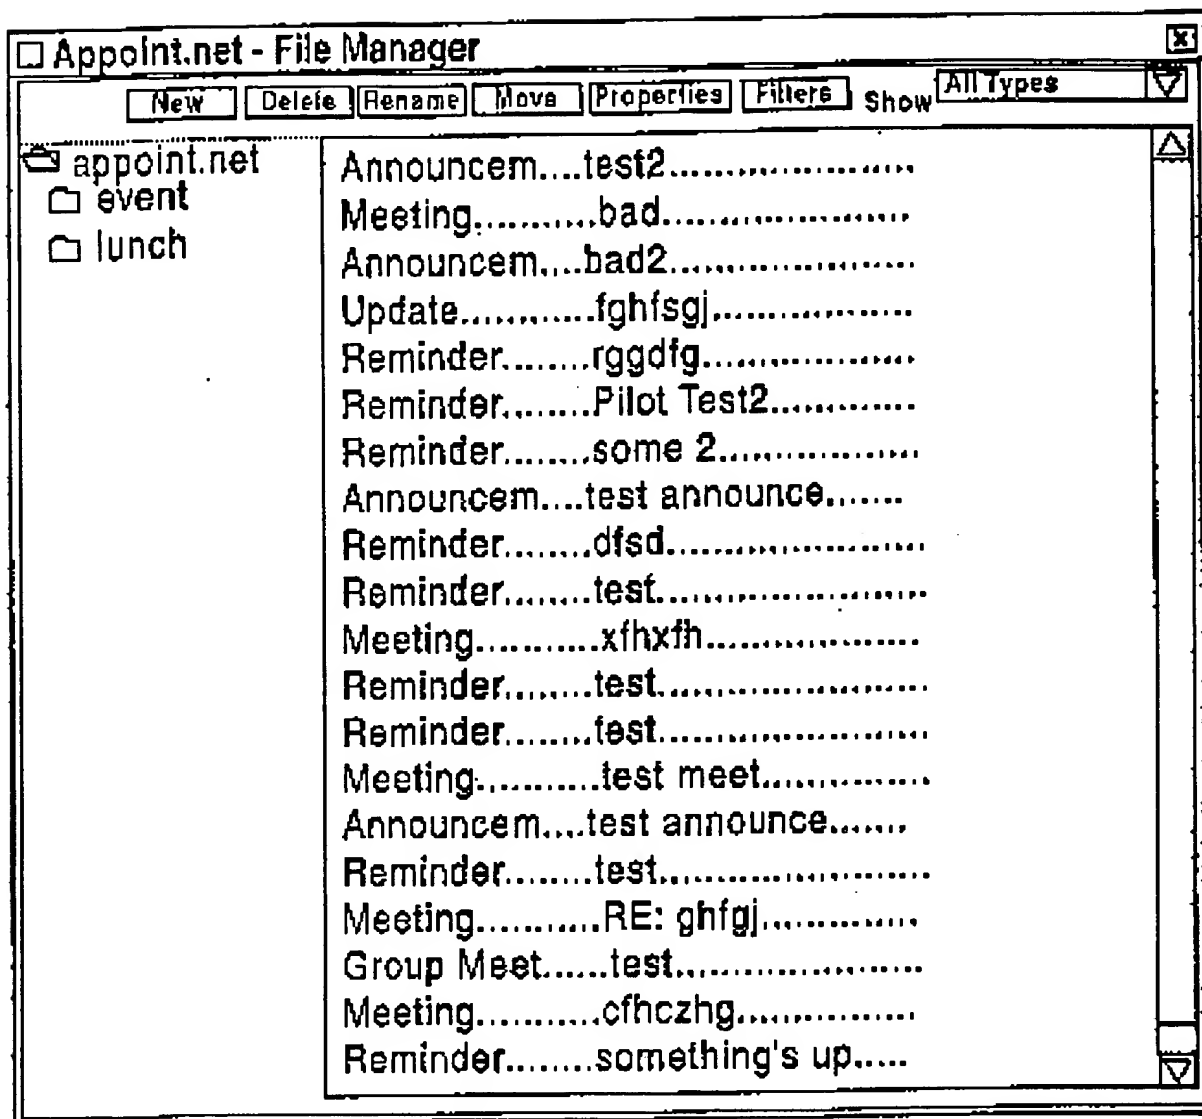 Appoint.net - File Manager
New Delete Rename Move Properties Filters Show All Types
appoint.net
event
lunch
Announcem....test2......................
Meeting...........bad......................
Announcem....bad2......................
Update............fghfsgj..................
Reminder........rggdfg...................
Reminder........Pilot Test2.............
Reminder........some 2..................
Announcem....test announce.......
Reminder........dfsd.......................
Reminder........test........................
Meeting...........xfhxfh...................
Reminder........test........................
Reminder........test........................
Meeting...........test meet...............
Announcem....test announce.......
Reminder........test........................
Meeting...........RE: ghfgj..............
Group Meet......test......................
Meeting...........cfhczhg................
Reminder........something's up.....